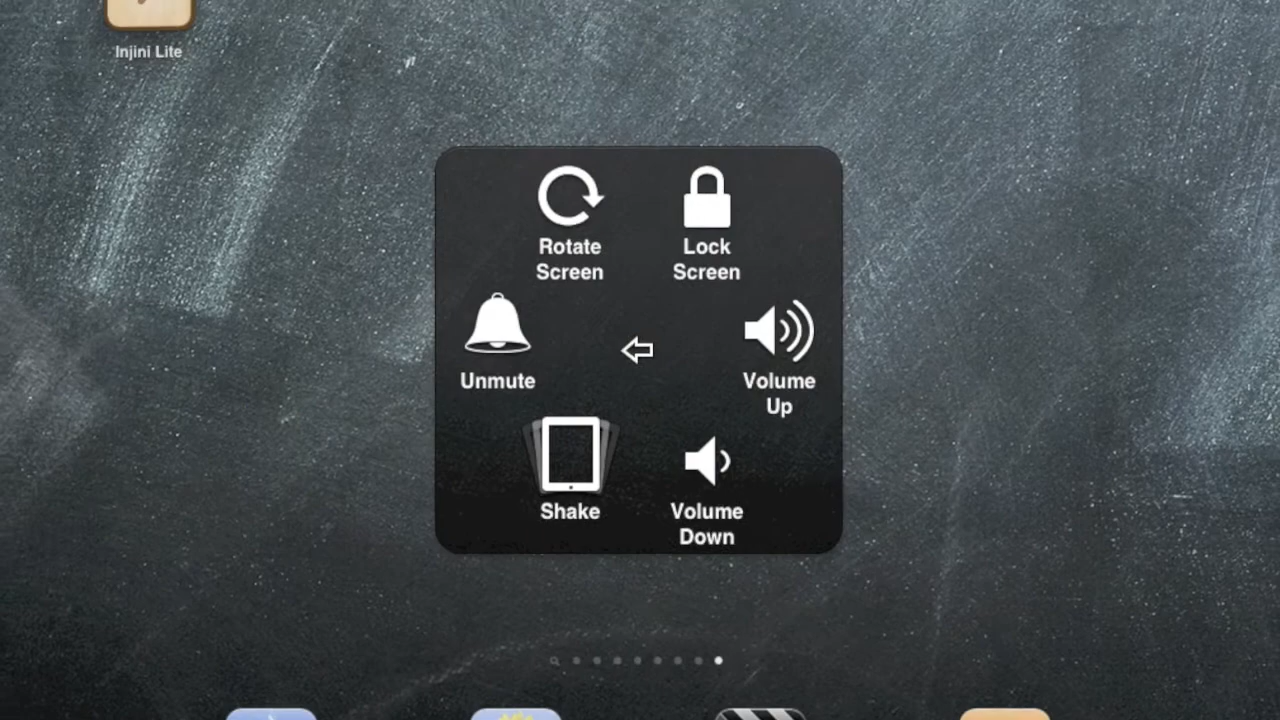 Injini Lite
Rotate
Screen
Lock
Screen
Unmute
Volume
Up
Shake
Volume
Down